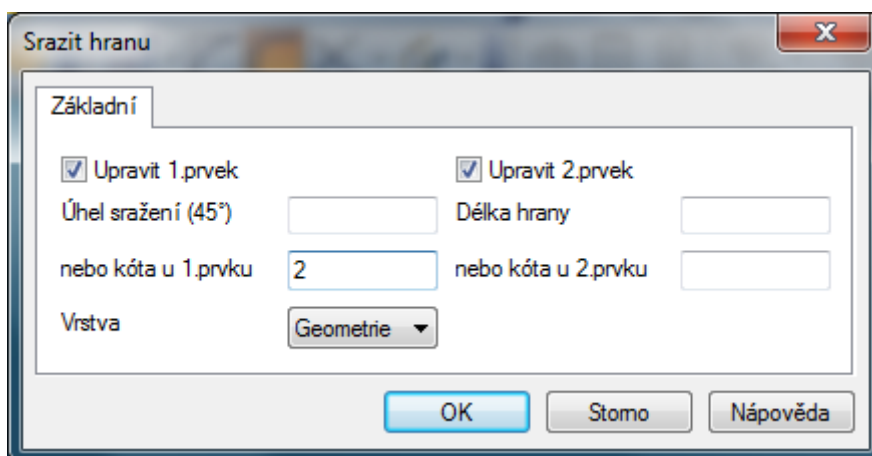 Srazit hranu
Základní
Upravit 1.prvek
Upravit 2.prvek
Úhel sražení (45°)
Délka hrany
nebo kóta u 1.prvku
2
nebo kóta u 2.prvku
Vrstva
Geometrie
OK
Storno
Nápověda